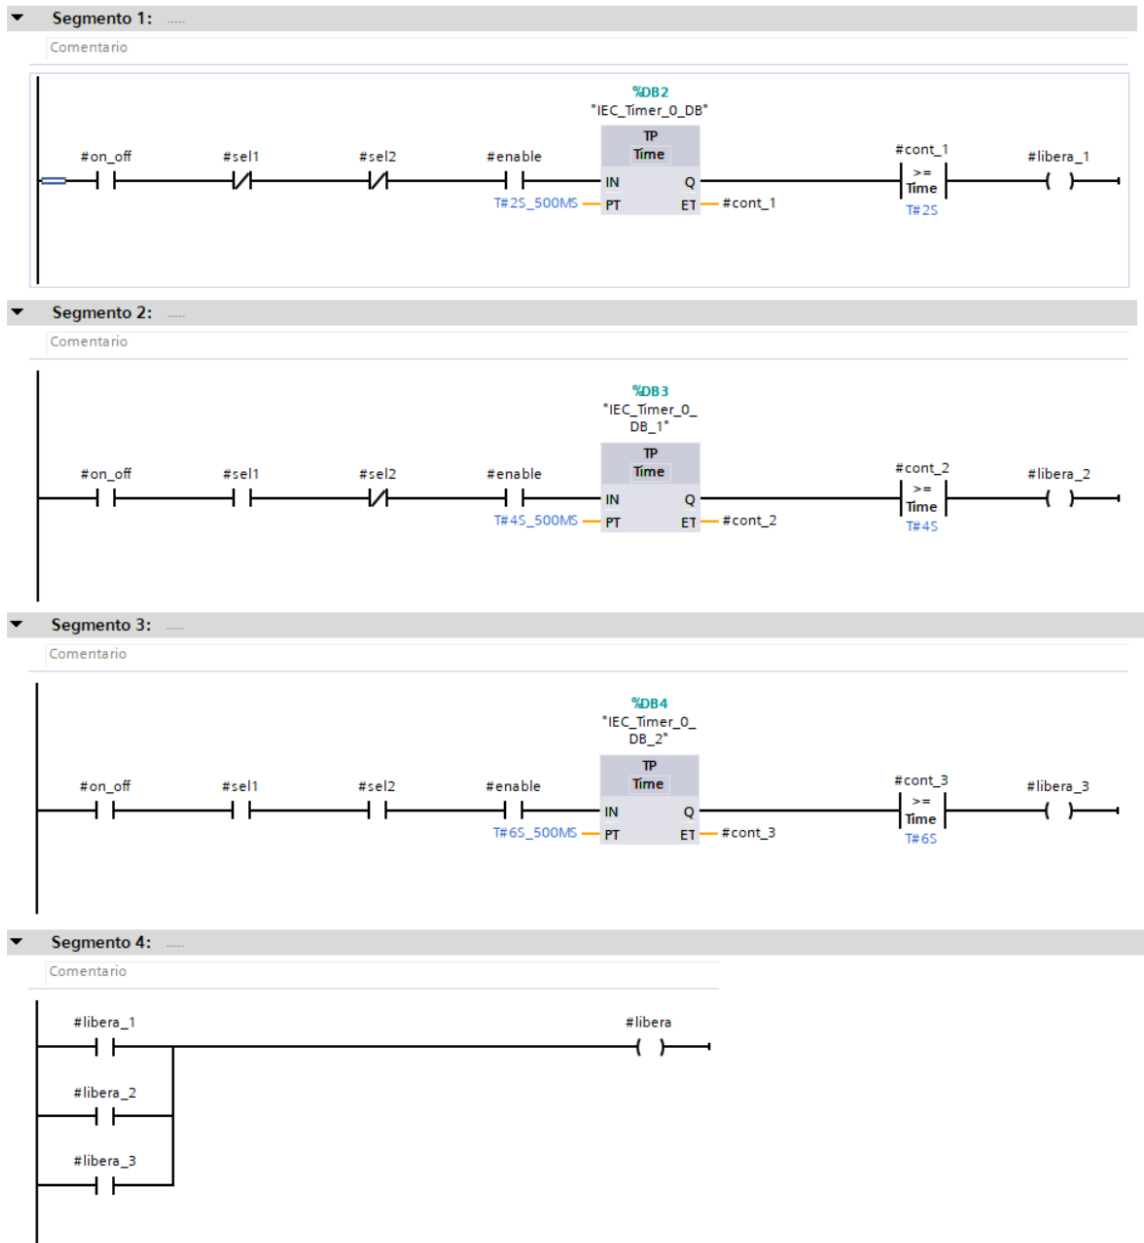 Segmento 1: .....
Comentario
%DB2
"IEC_Timer_0_DB"
TP
Time
#on_off #sel1 #sel2 #enable #cont_1 #libera_1
IN Q >=
Time
T#2S_500MS PT ET #cont_1 T#2S
Segmento 2: .....
Comentario
%DB3
"IEC_Timer_0_
DB_1"
TP
Time
#on_off #sel1 #sel2 #enable #cont_2 #libera_2
IN Q >=
Time
T#4S_500MS PT ET #cont_2 T#4S
Segmento 3: .....
Comentario
%DB4
"IEC_Timer_0_
DB_2"
TP
Time
#on_off #sel1 #sel2 #enable #cont_3 #libera_3
IN Q >=
Time
T#6S_500MS PT ET #cont_3 T#6S
Segmento 4: .....
Comentario
#libera_1 #libera
#libera_2
#libera_3